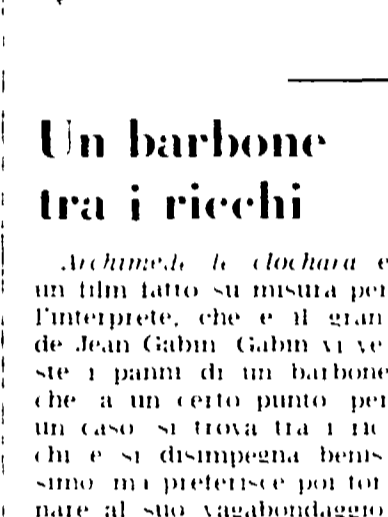 Un barbone
tra i ricchi
Archimede le clochard è
un film fatto su misura per
l'interprete, che è il gran
de Jean Gabin Gabin vi ve
ste i panni di un barbone
che a un certo punto per
un caso si trova tra i ric
chi e si disimpegna benis
simo ma preferisce poi tor
nare al suo vagabondaggio